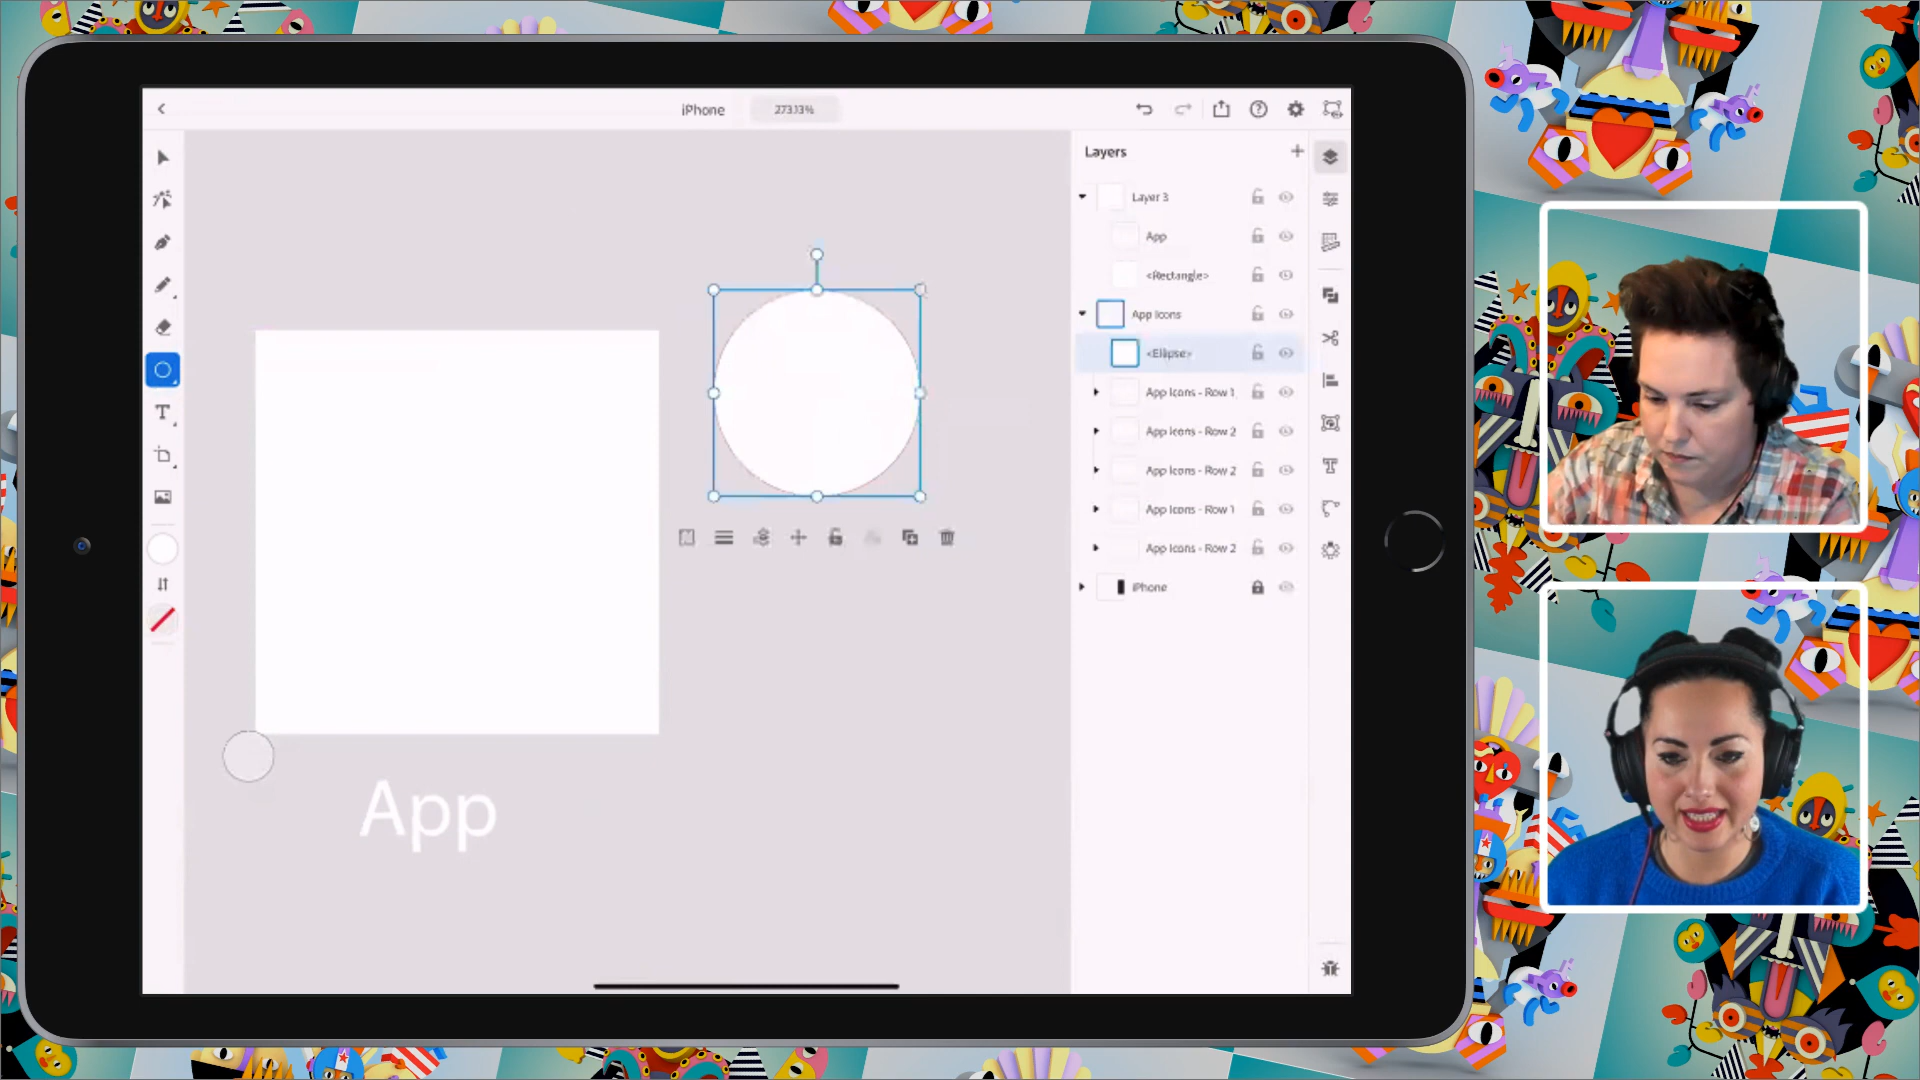 iPhone
273.13%
Layers
Layer 3
App
<Rectangle>
App Icons
<Ellipse>
App Icons - Row 1
App Icons - Row 2
App Icons - Row 2
App Icons - Row 1
App Icons - Row 2
iPhone
App